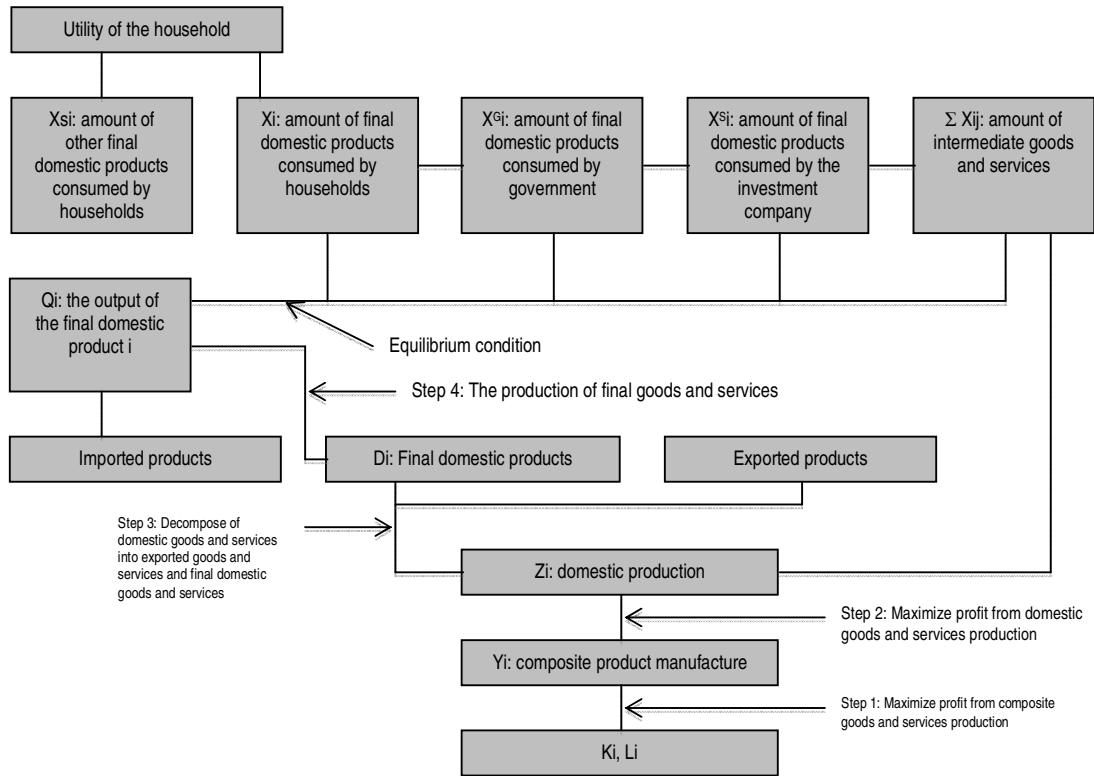 Utility of the household
Xsi: amount of
other final
domestic products
consumed by
households
Xi: amount of final
domestic products
consumed by
households
Xᴳi: amount of final
domestic products
consumed by
government
Xˢi: amount of final
domestic products
consumed by the
investment
company
Σ Xij: amount of
intermediate goods
and services
Qi: the output of
the final domestic
product i
Equilibrium condition
Step 4: The production of final goods and services
Imported products
Di: Final domestic products
Exported products
Step 3: Decompose of
domestic goods and services
into exported goods and
services and final domestic
goods and services
Zi: domestic production
Step 2: Maximize profit from domestic
goods and services production
Yi: composite product manufacture
Step 1: Maximize profit from composite
goods and services production
Ki, Li